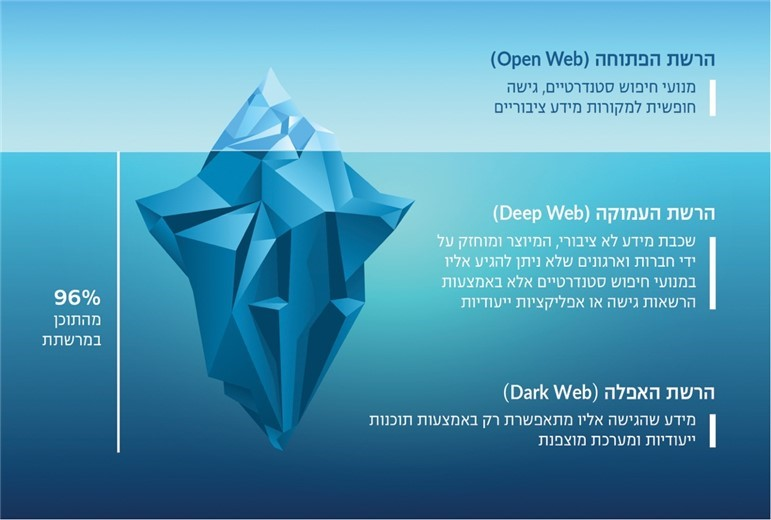 הרשת הפתוחה (Open Web)
מנועי חיפוש סטנדרטיים, גישה
חופשית למקורות מידע ציבוריים
הרשת העמוקה (Deep Web)
שכבת מידע לא ציבורי, המיוצר ומוחזק על
ידי חברות וארגונים שלא ניתן להגיע אליו
במנועי חיפוש סטנדרטיים אלא באמצעות
הרשאות גישה או אפליקציות ייעודיות
96%
מהתוכן
במרשתת
הרשת האפלה (Dark Web)
מידע שהגישה אליו מתאפשרת רק באמצעות תוכנות
ייעודיות ומערכת מוצפנת